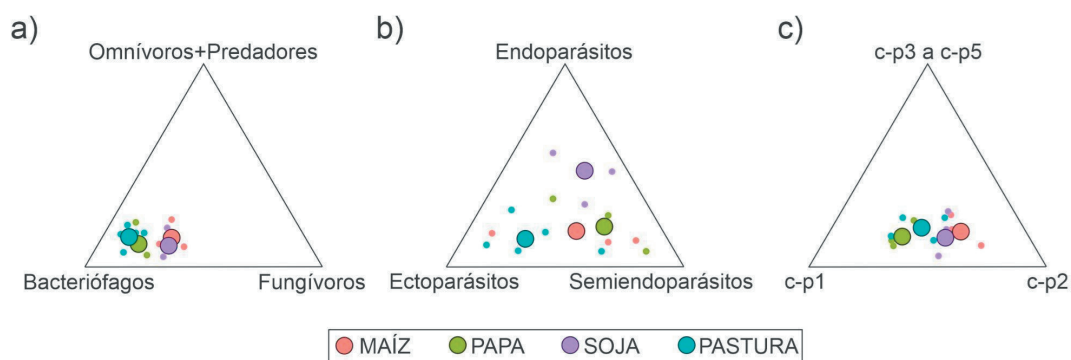 a)
Omnívoros+Predadores
Bacteriófagos
Fungívoros
b)
Endoparásitos
Ectoparásitos
Semiendoparásitos
c)
c-p3 a c-p5
c-p1
c-p2
MAÍZ
PAPA
SOJA
PASTURA